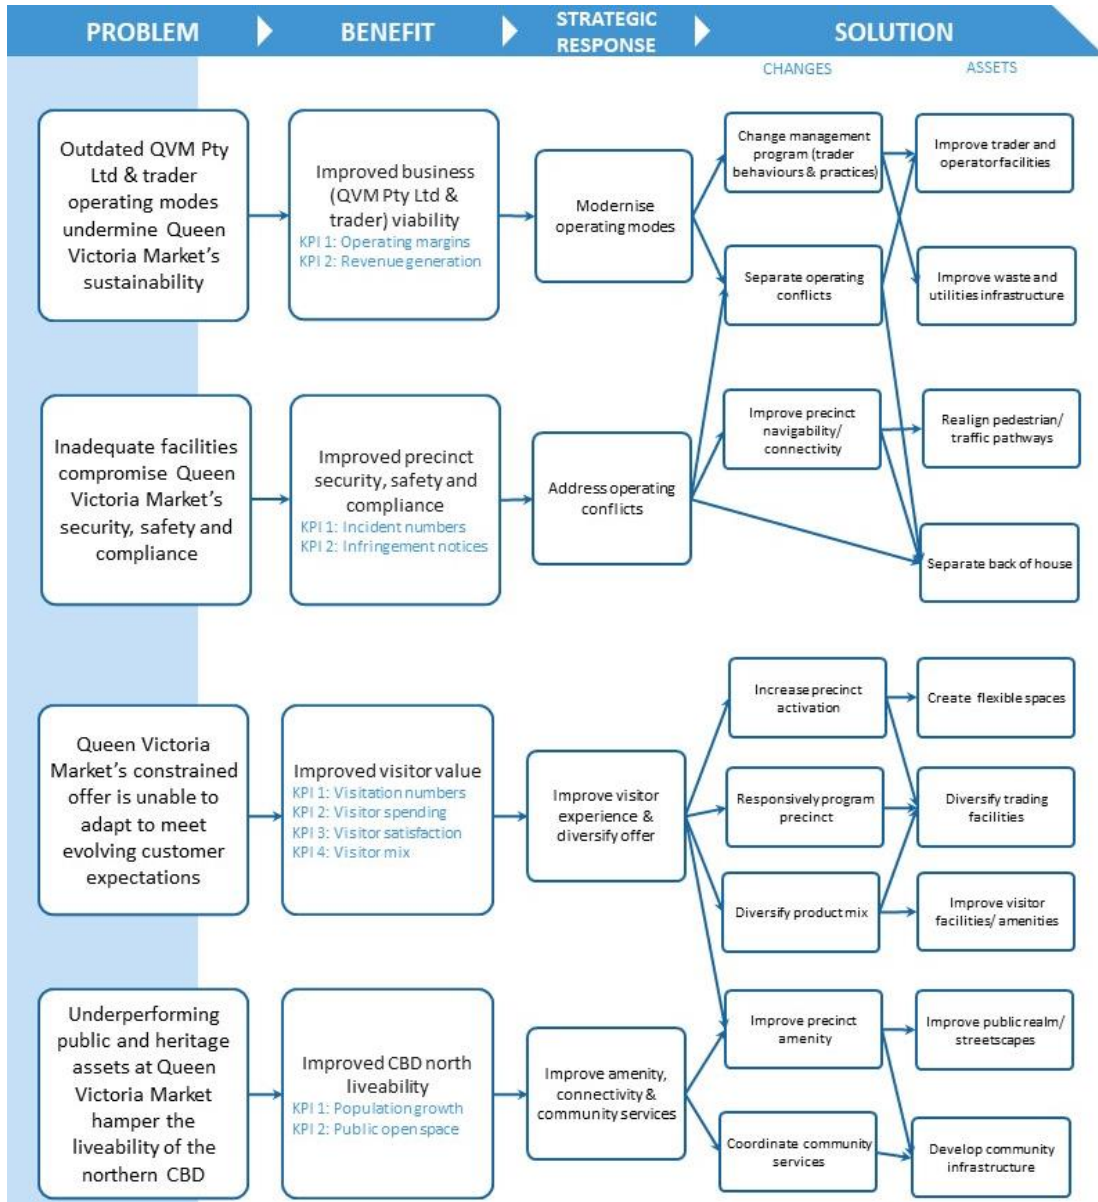 PROBLEM
BENEFIT
STRATEGIC
RESPONSE
SOLUTION
CHANGES
ASSETS
Outdated QVM Pty
Ltd & trader
operating modes
undermine Queen
Victoria Market's
sustainability
Improved business
(QVM Pty Ltd &
trader) viability
KPI 1: Operating margins
KPI 2: Revenue generation
Modernise
operating modes
Change management
program (trader
behaviours & practices)
Improve trader and
operator facilities
Separate operating
conflicts
Improve waste and
utilities infrastructure
Inadequate facilities
compromise Queen
Victoria Market's
security, safety and
compliance
Improved precinct
security, safety and
compliance
KPI 1: Incident numbers
KPI 2: Infringement notices
Address operating
conflicts
Improve precinct
navigability/
connectivity
Realign pedestrian/
traffic pathways
Separate back of house
Queen Victoria
Market's constrained
offer is unable to
adapt to meet
evolving customer
expectations
Improved visitor value
KPI 1: Visitation numbers
KPI 2: Visitor spending
KPI 3: Visitor satisfaction
KPI 4: Visitor mix
Improve visitor
experience &
diversify offer
Increase precinct
activation
Create flexible spaces
Responsively program
precinct
Diversify trading
facilities
Diversify product mix
Improve visitor
facilities/ amenities
Underperforming
public and heritage
assets at Queen
Victoria Market
hamper the
liveability of the
northern CBD
Improved CBD north
liveability
KPI 1: Population growth
KPI 2: Public open space
Improve amenity,
connectivity &
community services
Improve precinct
amenity
Improve public realm/
streetscapes
Coordinate community
services
Develop community
infrastructure